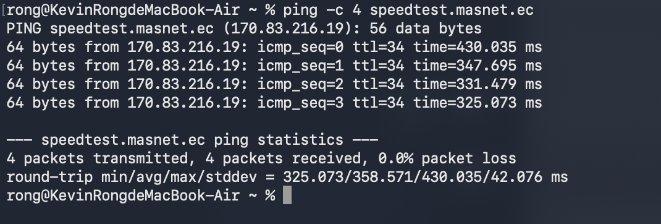 [rong@KevinRongdeMacBook-Air ~ % ping -c 4 speedtest.masnet.ec
PING speedtest.masnet.ec (170.83.216.19): 56 data bytes
64 bytes from 170.83.216.19: icmp_seq=0 ttl=34 time=430.035 ms
64 bytes from 170.83.216.19: icmp_seq=1 ttl=34 time=347.695 ms
64 bytes from 170.83.216.19: icmp_seq=2 ttl=34 time=331.479 ms
64 bytes from 170.83.216.19: icmp_seq=3 ttl=34 time=325.073 ms
--- speedtest.masnet.ec ping statistics ---
4 packets transmitted, 4 packets received, 0.0% packet loss
round-trip min/avg/max/stddev = 325.073/358.571/430.035/42.076 ms
rong@KevinRongdeMacBook-Air ~ %